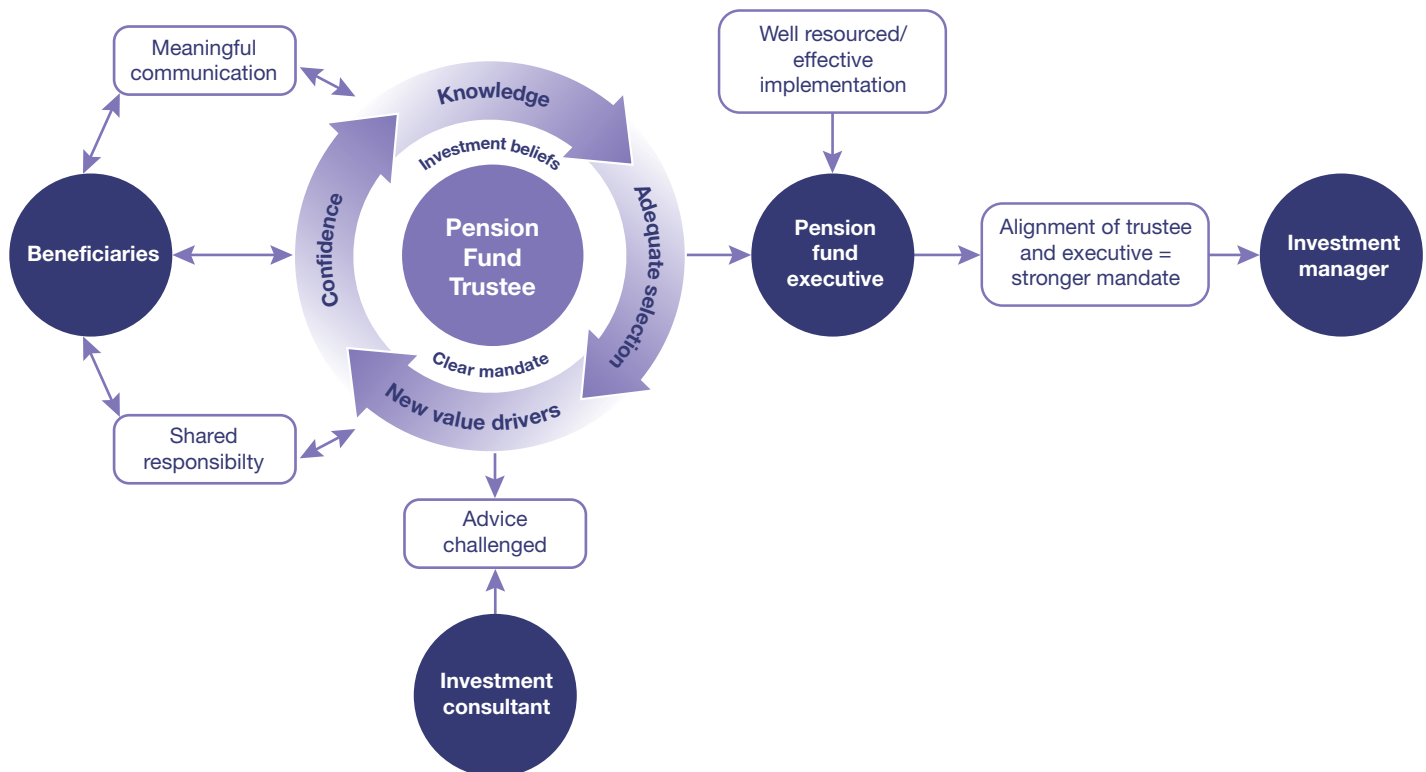 Meaningful
communication
Well resourced/
effective
implementation
Knowledge
Investment beliefs
Confidence
Adequate selection
Beneficiaries
Pension
Fund
Trustee
Pension
fund
executive
Alignment of trustee
and executive =
stronger mandate
Investment
manager
Clear mandate
New value drivers
Shared
responsibilty
Advice
challenged
Investment
consultant